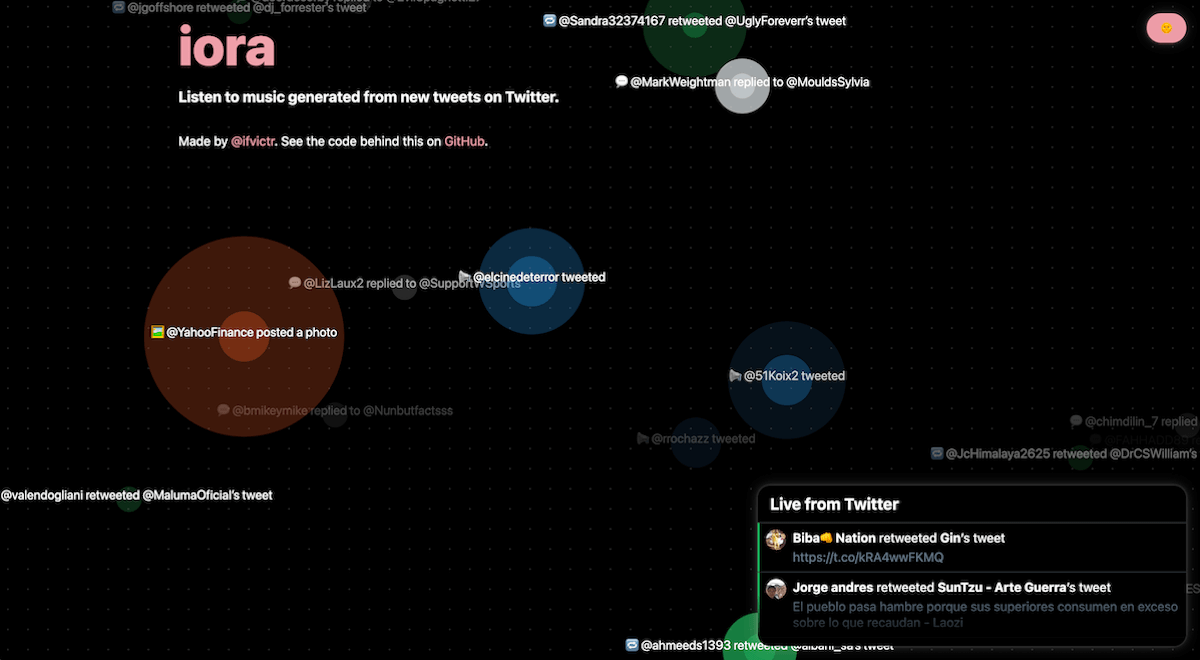 @jgoffshore retweeted @dj_forrester's tweet
@Sandra32374167 retweeted @UglyForeverr's tweet
iora
@MarkWeightman replied to @MouldsSylvia
Listen to music generated from new tweets on Twitter.
Made by @ifvictr. See the code behind this on GitHub.
@elcinedeterror tweeted
@LizLaux2 replied to @SupportWSports
@YahooFinance posted a photo
@51Koix2 tweeted
@bmikeymike replied to @Nunbutfactsss
@chimdilin_7 replied
@rrochazz tweeted
@JcHimalaya2625 retweeted @DrCSWilliam's
@valendogliani retweeted @MalumaOficial's tweet
Live from Twitter
Biba👊 Nation retweeted Gin's tweet
https://t.co/kRA4wwFKMQ
Jorge andres retweeted SunTzu - Arte Guerra's tweet
El pueblo pasa hambre porque sus superiores consumen en exceso
sobre lo que recaudan - Laozi
@ahmeeds1393 retweeted @albani_sa's tweet